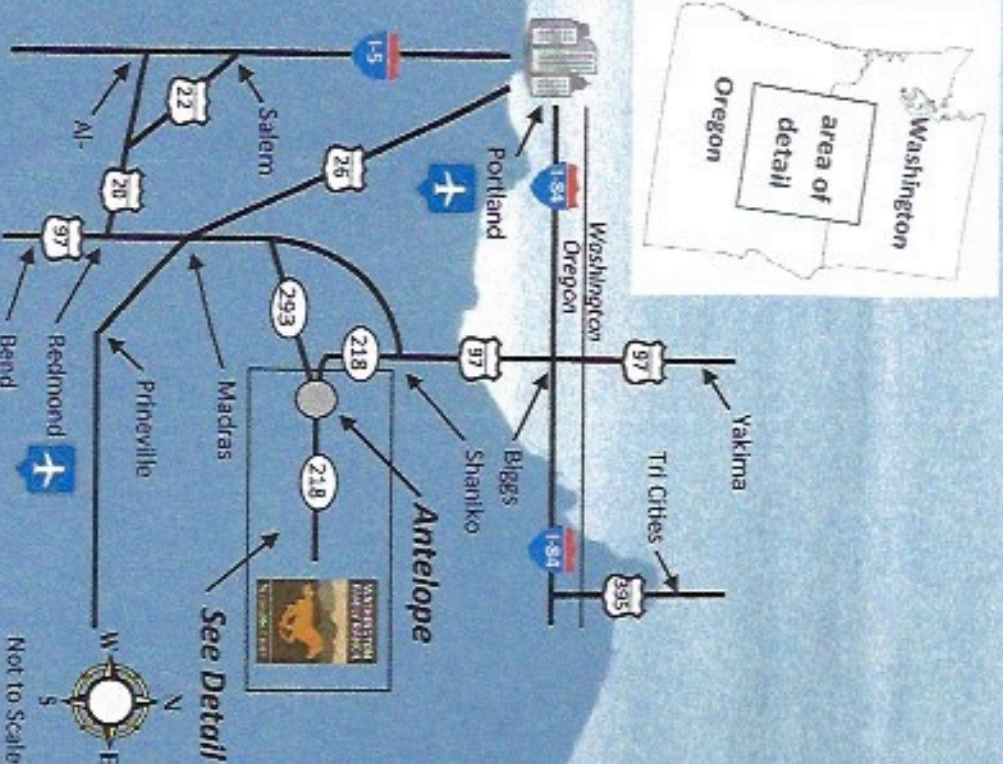 Washington
area of
detail
Oregon
Yakima
Tri Cities
97
395
Washington
Oregon
I-84
I-84
Biggs
Portland
97
Shaniko
Antelope
I-5
218
26
218
293
Salem
Madras
See Detail
22
N
W
E
S
Prineville
20
Al-
97
Redmond
Not to Scale
Bend